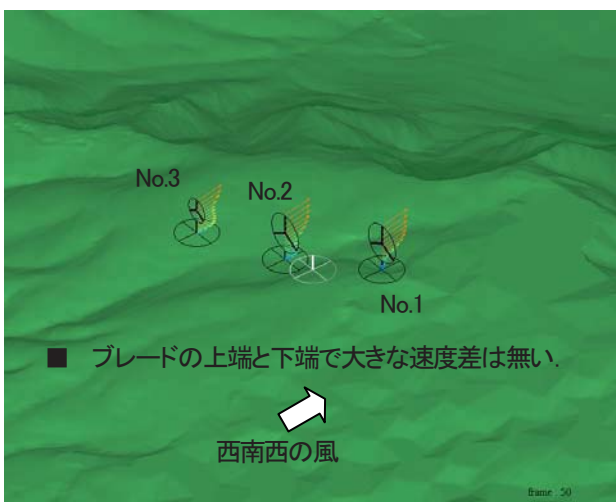 No.3
No.2
No.1
■ ブレードの上端と下端で大きな速度差は無い.
西南西の風
frame : 50